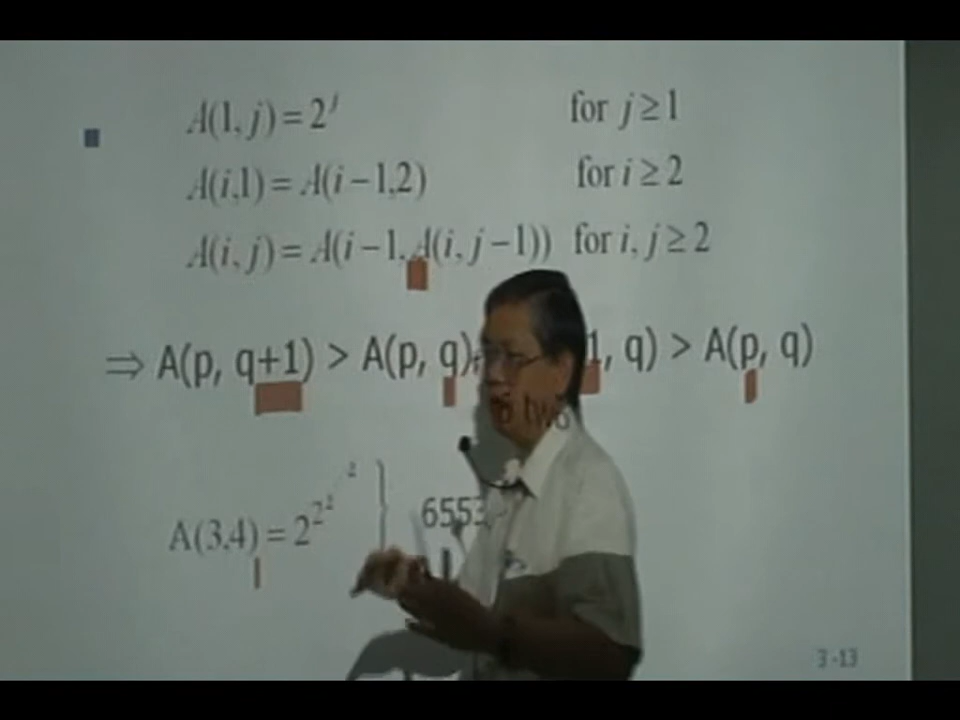 A(1, j) = 2^j for j ≥ 1
A(i,1) = A(i−1,2) for i ≥ 2
A(i, j) = A(i−1, A(i, j−1)) for i, j ≥ 2
⇒ A(p, q+1) > A(p, q), 1, q) > A(p, q)
A(3,4) = 2^2^2^2 } 6553
3 -13